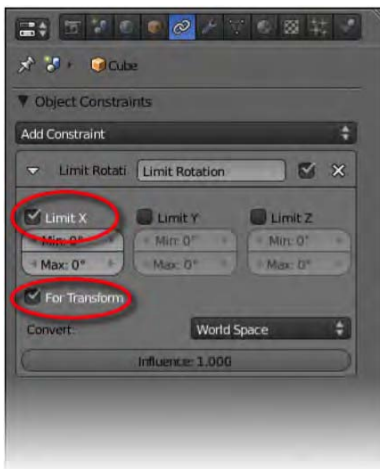 Cube
Object Constraints
Add Constraint
Limit Rotati Limit Rotation
Limit X Limit Y Limit Z
Min: 0° Min: 0° Min: 0°
Max: 0° Max: 0° Max: 0°
For Transform
Convert: World Space
Influence: 1.000